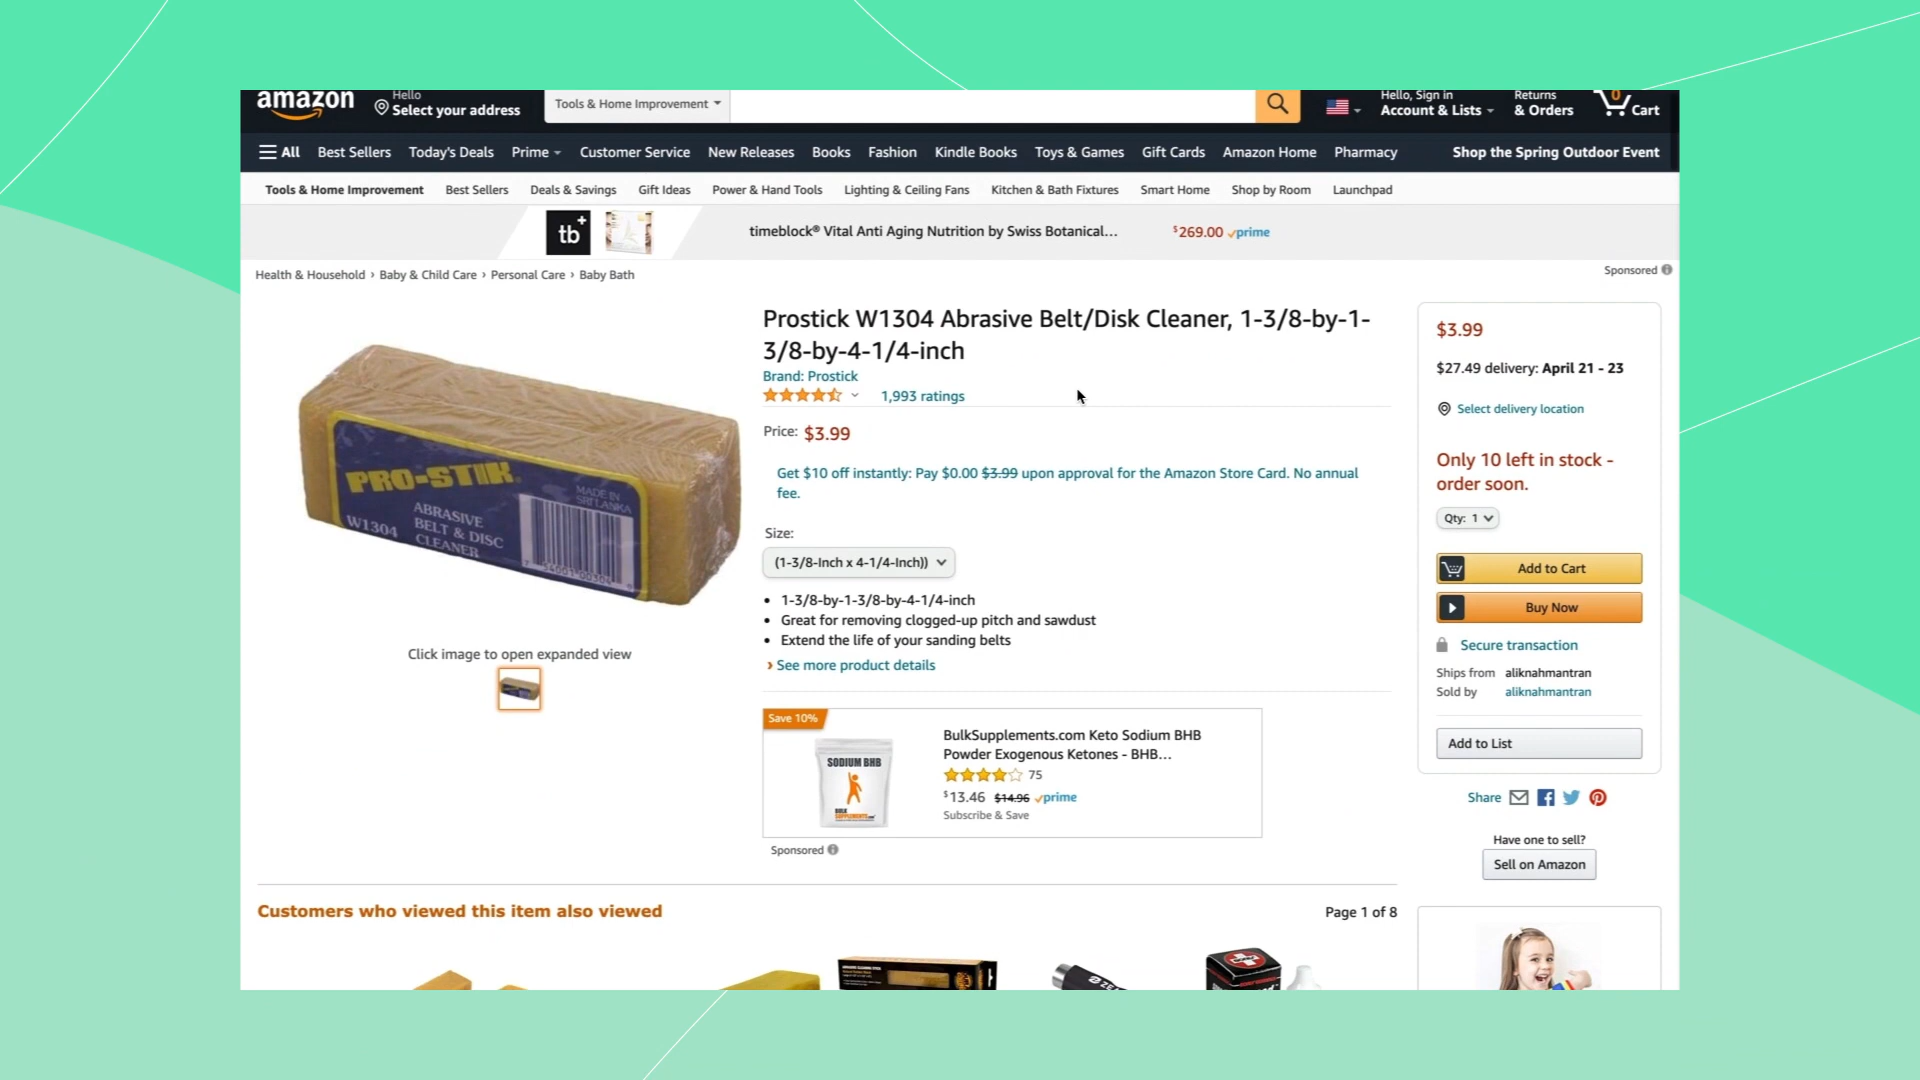 amazon
Hello
Select your address
Tools & Home Improvement
Hello, Sign in
Account & Lists
Returns
& Orders
0
Cart
All
Best Sellers
Today's Deals
Prime
Customer Service
New Releases
Books
Fashion
Kindle Books
Toys & Games
Gift Cards
Amazon Home
Pharmacy
Shop the Spring Outdoor Event
Tools & Home Improvement
Best Sellers
Deals & Savings
Gift Ideas
Power & Hand Tools
Lighting & Ceiling Fans
Kitchen & Bath Fixtures
Smart Home
Shop by Room
Launchpad
tb+
timeblock® Vital Anti Aging Nutrition by Swiss Botanical...
$269.00 prime
Sponsored
Health & Household › Baby & Child Care › Personal Care › Baby Bath
PRO-STIK®
MADE IN
SRI LANKA
W1304
ABRASIVE
BELT & DISC
CLEANER
Click image to open expanded view
Prostick W1304 Abrasive Belt/Disk Cleaner, 1-3/8-by-1-
3/8-by-4-1/4-inch
Brand: Prostick
1,993 ratings
Price: $3.99
Get $10 off instantly: Pay $0.00 $3.99 upon approval for the Amazon Store Card. No annual
fee.
Size:
(1-3/8-Inch x 4-1/4-Inch))
• 1-3/8-by-1-3/8-by-4-1/4-inch
• Great for removing clogged-up pitch and sawdust
• Extend the life of your sanding belts
› See more product details
Save 10%
SODIUM BHB
BulkSupplements.com Keto Sodium BHB
Powder Exogenous Ketones - BHB...
75
$13.46 $14.96 prime
Subscribe & Save
Sponsored
$3.99
$27.49 delivery: April 21 - 23
Select delivery location
Only 10 left in stock -
order soon.
Qty: 1
Add to Cart
Buy Now
Secure transaction
Ships from aliknahmantran
Sold by aliknahmantran
Add to List
Share
Have one to sell?
Sell on Amazon
Customers who viewed this item also viewed
Page 1 of 8